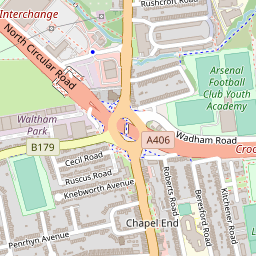 Rushcroft Road
Interchange
North Circular
Road
Arsenal
Football
Club Youth
Academy
Waltham
Park
B179
A406
Wadham Road
Croo
Cecil Road
Ruscus Road
Knebworth Avenue
Roberts Road
Beresford Road
Kitchener Road
Chapel End
Penrhyn Avenue